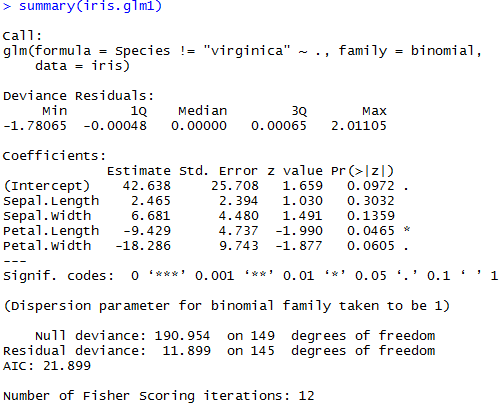 > summary(iris.glm1)
Call:
glm(formula = Species != "virginica" ~ ., family = binomial,
data = iris)
Deviance Residuals:
Min 1Q Median 3Q Max
-1.78065 -0.00048 0.00000 0.00065 2.01105
Coefficients:
Estimate Std. Error z value Pr(>|z|)
(Intercept) 42.638 25.708 1.659 0.0972 .
Sepal.Length 2.465 2.394 1.030 0.3032
Sepal.Width 6.681 4.480 1.491 0.1359
Petal.Length -9.429 4.737 -1.990 0.0465 *
Petal.Width -18.286 9.743 -1.877 0.0605 .
---
Signif. codes: 0 ‘***’ 0.001 ‘**’ 0.01 ‘*’ 0.05 ‘.’ 0.1 ‘ ’ 1
(Dispersion parameter for binomial family taken to be 1)
Null deviance: 190.954 on 149 degrees of freedom
Residual deviance: 11.899 on 145 degrees of freedom
AIC: 21.899
Number of Fisher Scoring iterations: 12